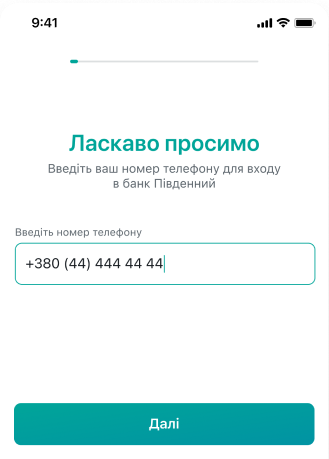 9:41
Ласкаво просимо
Введіть ваш номер телефону для входу
в банк Південний
Введіть номер телефону
+380 (44) 444 44 44
Далі